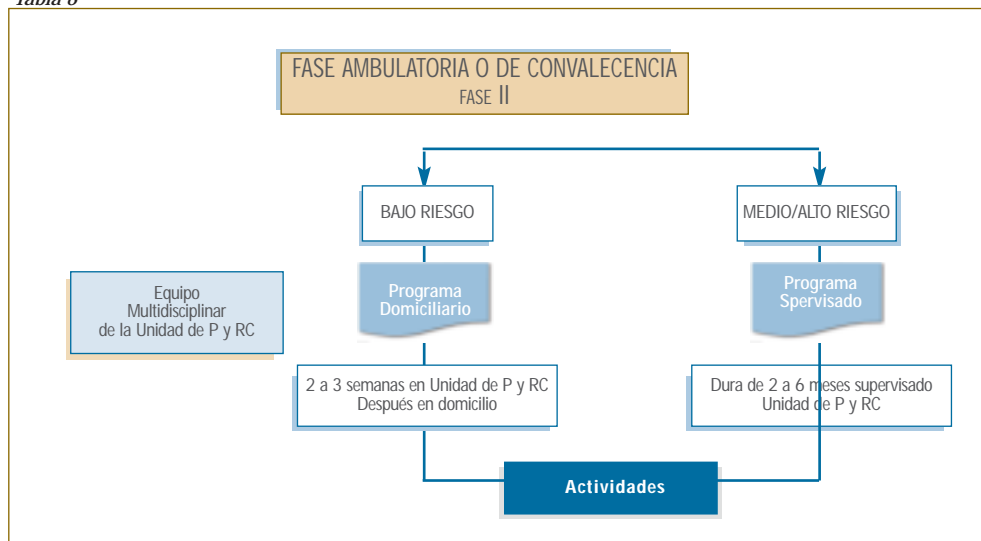 FASE AMBULATORIA O DE CONVALECENCIA
FASE II
BAJO RIESGO
MEDIO/ALTO RIESGO
Programa
Domiciliario
Programa
Spervisado
Equipo
Multidisciplinar
de la Unidad de P y RC
2 a 3 semanas en Unidad de P y RC
Después en domicilio
Dura de 2 a 6 meses supervisado
Unidad de P y RC
Actividades